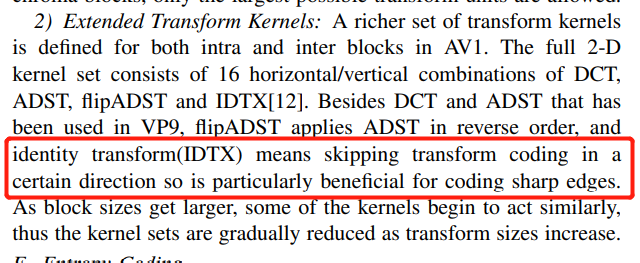 chroma blocks, only the largest possible transform units are allowed.
2) Extended Transform Kernels: A richer set of transform kernels
is defined for both intra and inter blocks in AV1. The full 2-D
kernel set consists of 16 horizontal/vertical combinations of DCT,
ADST, flipADST and IDTX[12]. Besides DCT and ADST that has
been used in VP9, flipADST applies ADST in reverse order, and
identity transform(IDTX) means skipping transform coding in a
certain direction so is particularly beneficial for coding sharp edges.
As block sizes get larger, some of the kernels begin to act similarly,
thus the kernel sets are gradually reduced as transform sizes increase.
E. Entropy Coding